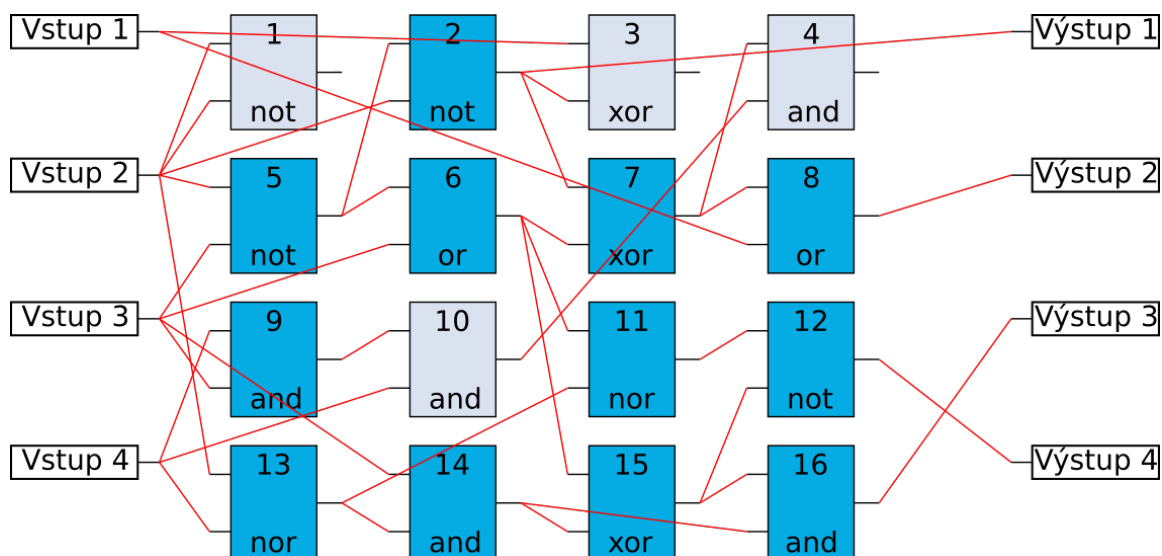 Vstup 1
1
2
3
4
Výstup 1
not
not
xor
and
Vstup 2
5
6
7
8
Výstup 2
not
or
xor
or
Vstup 3
9
10
11
12
Výstup 3
and
and
nor
not
Vstup 4
13
14
15
16
Výstup 4
nor
and
xor
and